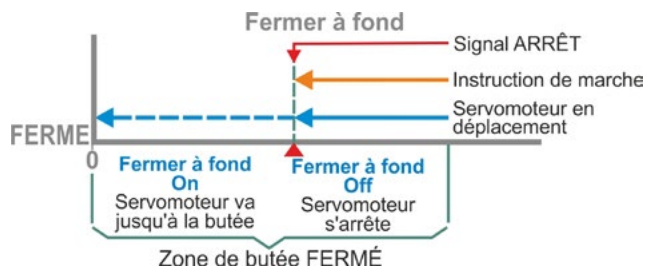 Fermer à fond
Signal ARRÊT
Instruction de marche
Servomoteur en
déplacement
FERME
0
Fermer à fond
On
Servomoteur va
jusqu'à la butée
Fermer à fond
Off
Servomoteur
s'arrête
Zone de butée FERMÉ